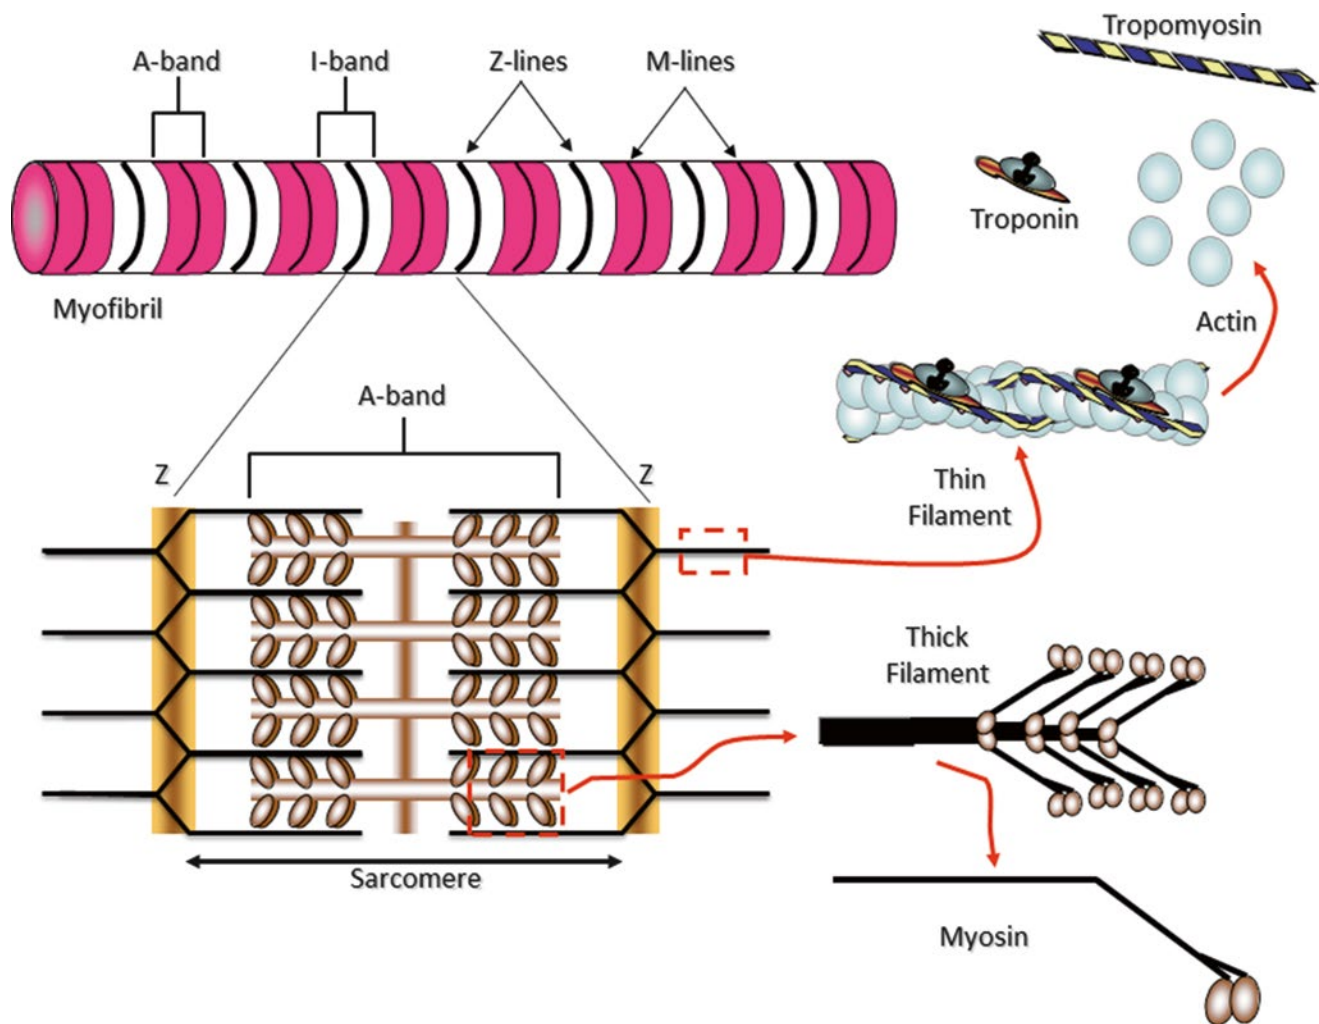 Tropomyosin
A-band
I-band
Z-lines
M-lines
Troponin
Myofibril
Actin
A-band
Z
Z
Thin
Filament
Thick
Filament
Sarcomere
Myosin